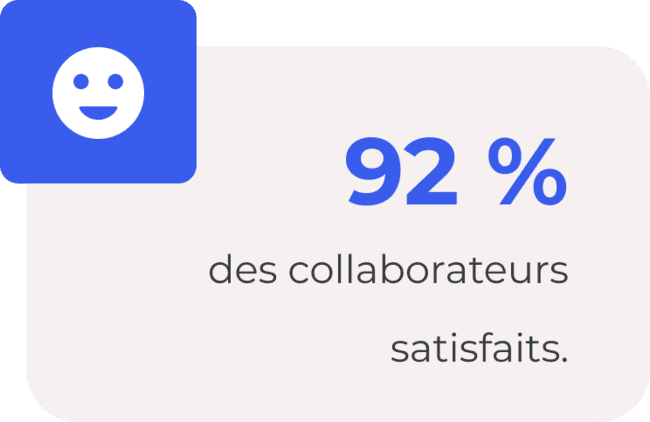 92 %
des collaborateurs
satisfaits.